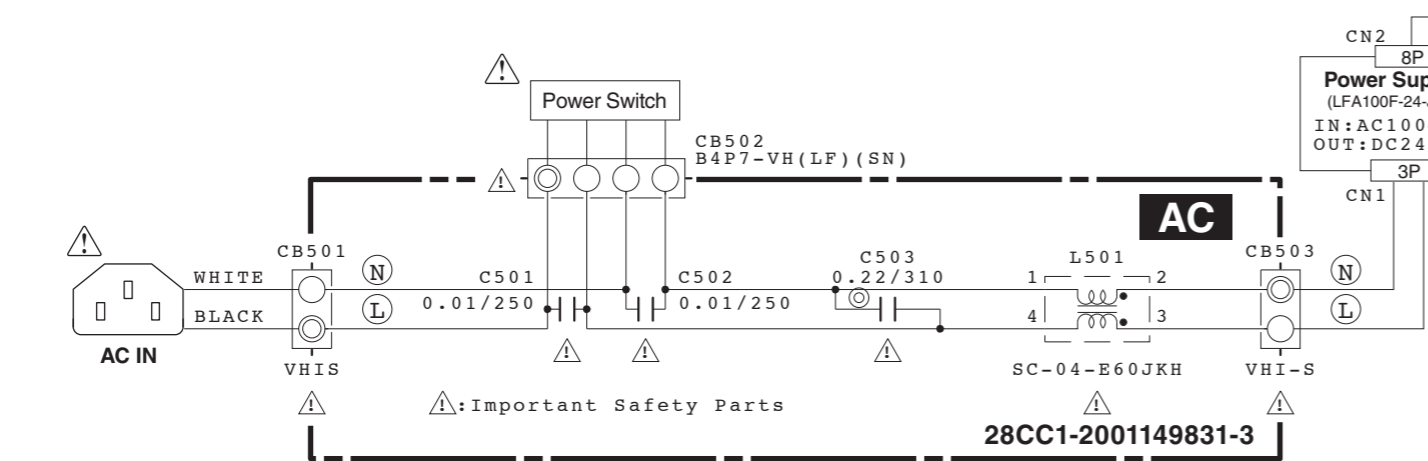 CN2
8P
Power Sup
(LFA100F-24-
IN:AC100
OUT:DC24
3P
CN1
Power Switch
CB502
B4P7-VH(LF)(SN)
AC
CB501
WHITE
BLACK
AC IN
VHIS
N
L
C501
0.01/250
C502
0.01/250
C503
0.22/310
L501
1
2
4
3
SC-04-E60JKH
CB503
N
L
VHI-S
:Important Safety Parts
28CC1-2001149831-3